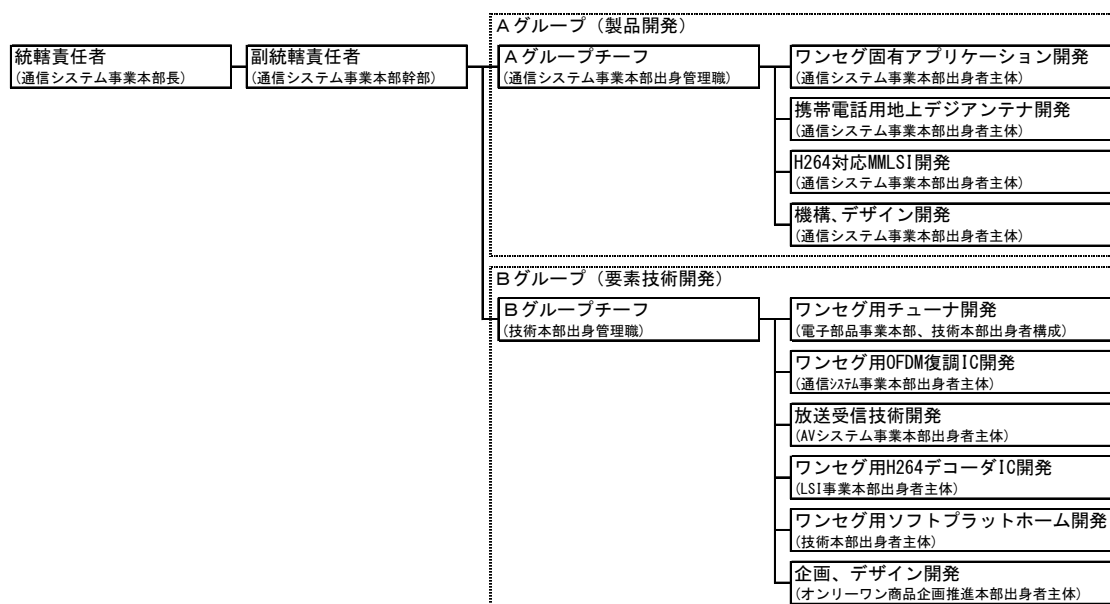 統轄責任者
(通信システム事業本部長)
副統轄責任者
(通信システム事業本部幹部)
Aグループ（製品開発）
Aグループチーフ
(通信システム事業本部出身管理職)
ワンセグ固有アプリケーション開発
(通信システム事業本部出身者主体)
携帯電話用地上デジアンテナ開発
(通信システム事業本部出身者主体)
H264対応MMLSI開発
(通信システム事業本部出身者主体)
機構、デザイン開発
(通信システム事業本部出身者主体)
Bグループ（要素技術開発）
Bグループチーフ
(技術本部出身管理職)
ワンセグ用チューナ開発
(電子部品事業本部、技術本部出身者構成)
ワンセグ用OFDM復調IC開発
(通信ｼｽﾃﾑ事業本部出身者主体)
放送受信技術開発
(AVシステム事業本部出身者主体)
ワンセグ用H264デコーダIC開発
(LSI事業本部出身者主体)
ワンセグ用ソフトプラットホーム開発
(技術本部出身者主体)
企画、デザイン開発
(オンリーワン商品企画推進本部出身者主体)